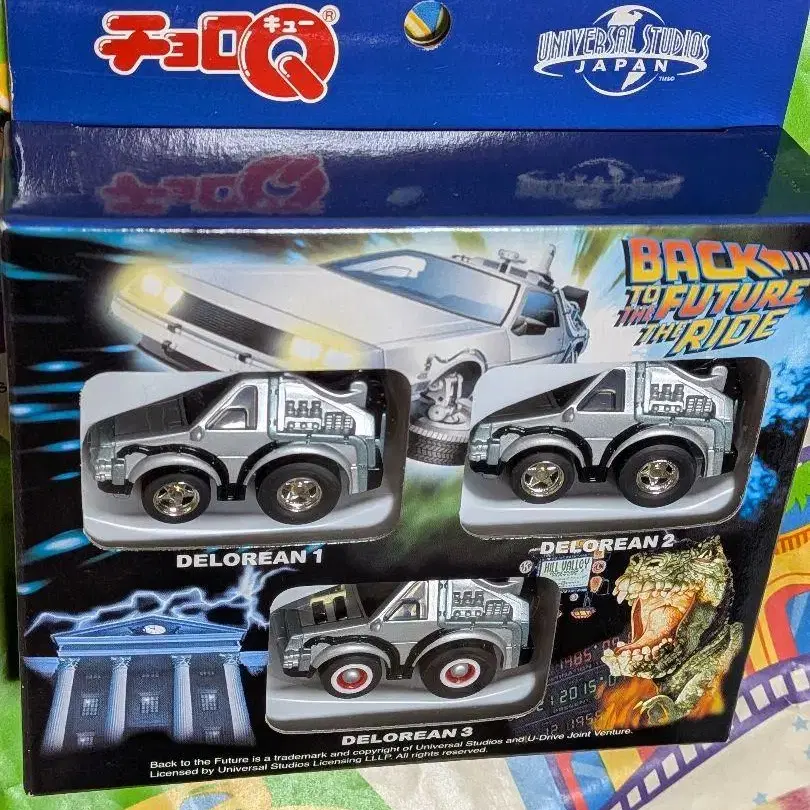 チョロQ®
キュー
UNIVERSAL STUDIOS
JAPAN
BACK
TO THE FUTURE
THE RIDE
DELOREAN 1
DELOREAN 2
HILL VALLEY
1985
2015
DELOREAN 3
Back to the Future is a trademark and copyright of Universal Studios and U-Drive Joint Venture.
Licensed by Universal Studios Licensing LLLP. All rights reserved.